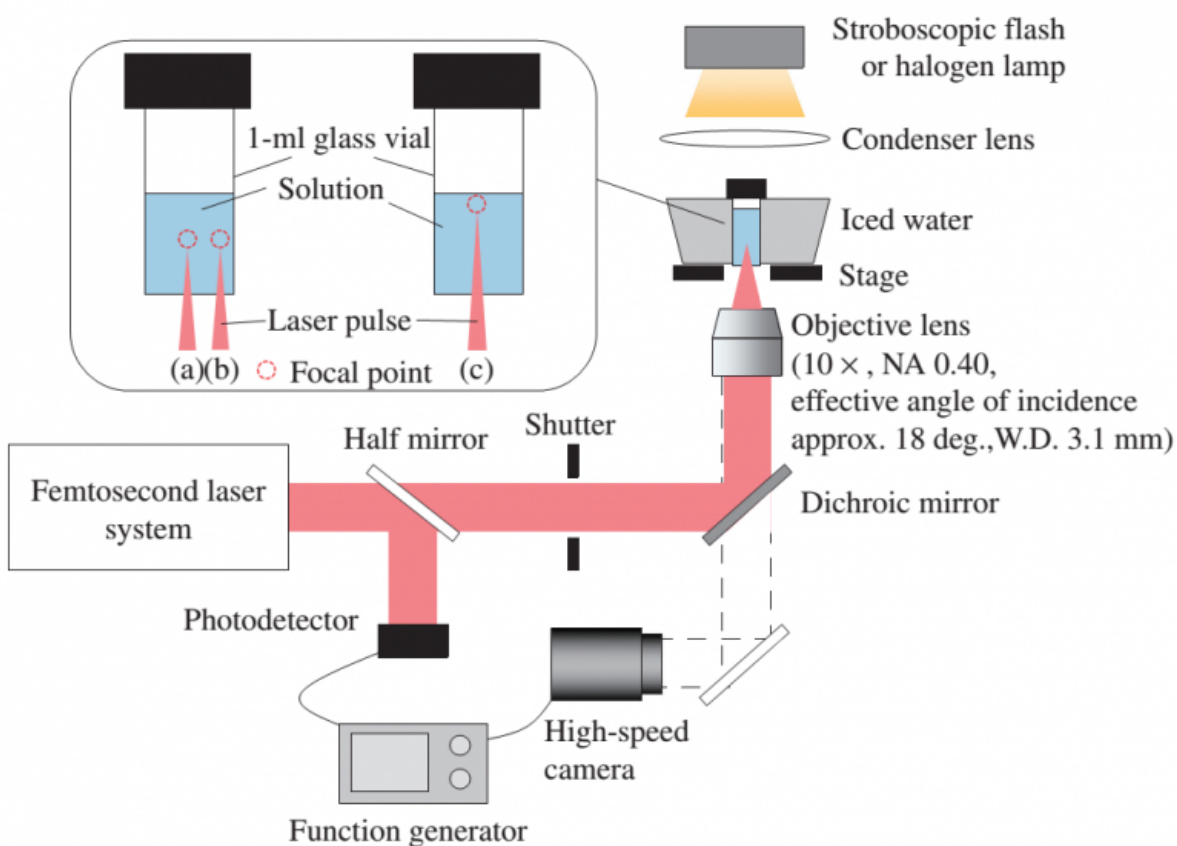 Stroboscopic flash
or halogen lamp
1-ml glass vial
Condenser lens
Solution
Iced water
Stage
Laser pulse
Objective lens
(10 ×, NA 0.40,
effective angle of incidence
approx. 18 deg.,W.D. 3.1 mm)
(a)(b)
Focal point
(c)
Half mirror
Shutter
Femtosecond laser
system
Dichroic mirror
Photodetector
High-speed
camera
Function generator